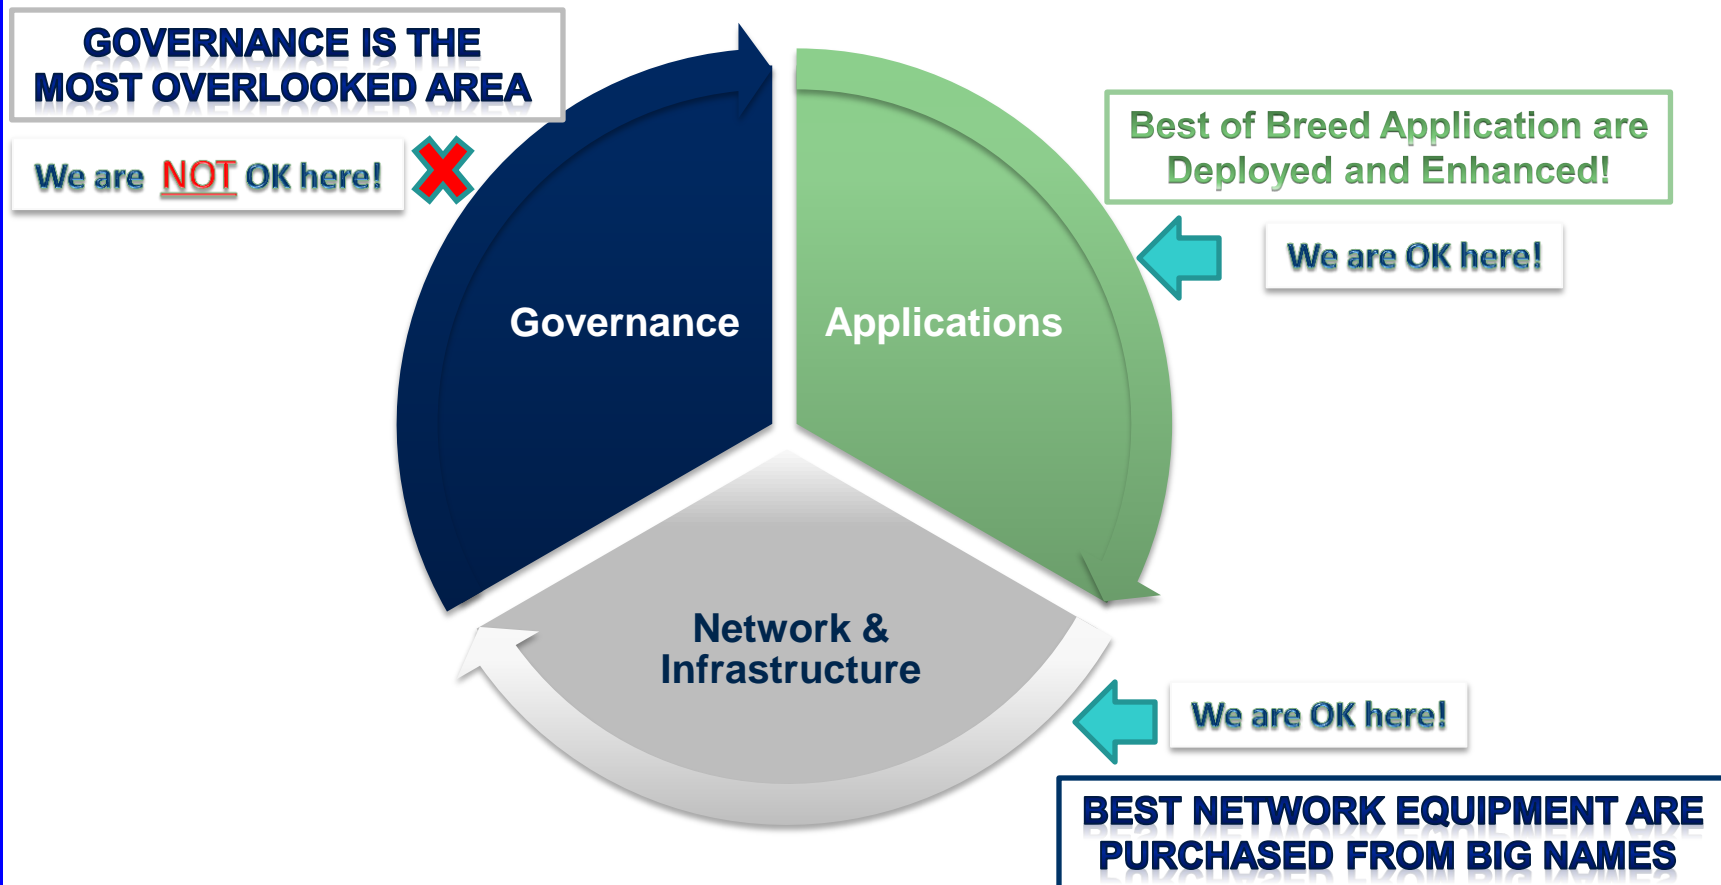 GOVERNANCE IS THE
MOST OVERLOOKED AREA
We are NOT OK here!
Best of Breed Application are
Deployed and Enhanced!
We are OK here!
Governance
Applications
Network &
Infrastructure
We are OK here!
BEST NETWORK EQUIPMENT ARE
PURCHASED FROM BIG NAMES